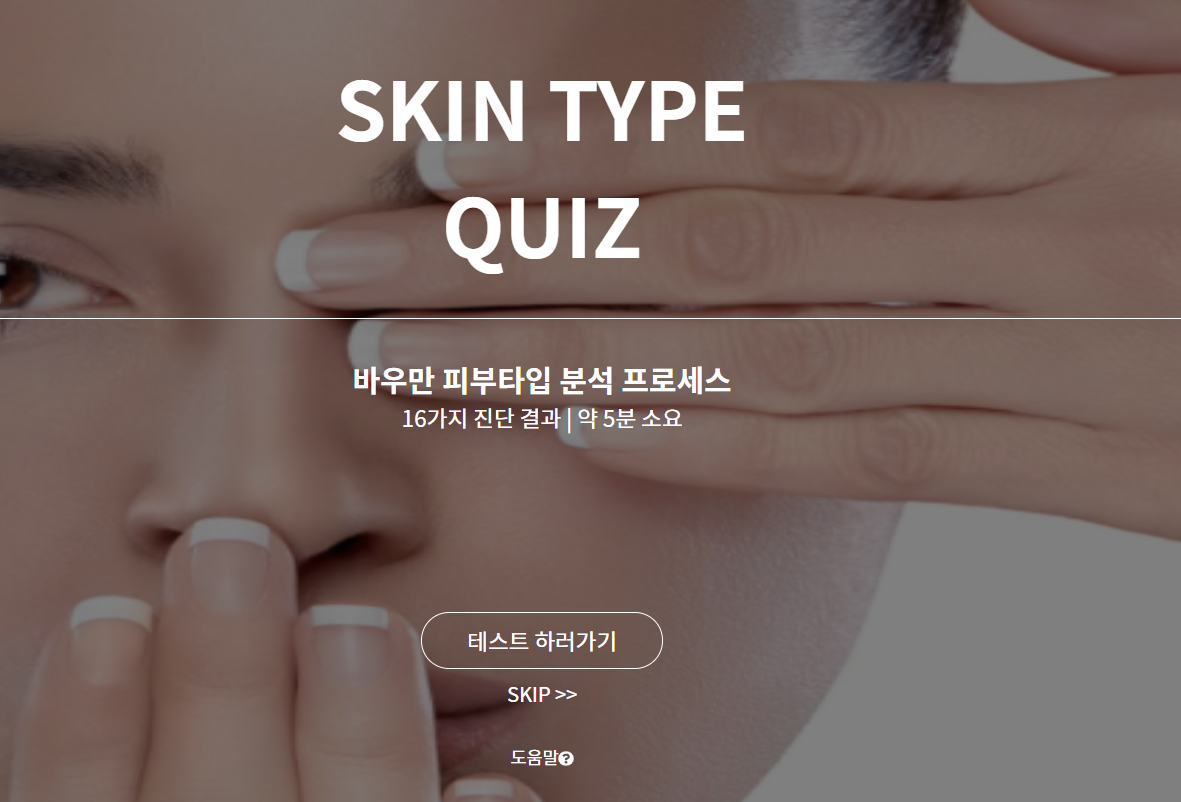 SKIN TYPE
QUIZ
바우만 피부타입 분석 프로세스
16가지 진단 결과 | 약 5분 소요
테스트 하러가기
SKIP >>
도움말?